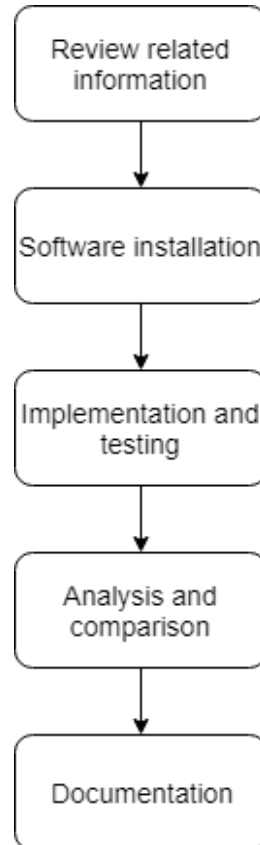 Review related
information
Software installation
Implementation and
testing
Analysis and
comparison
Documentation